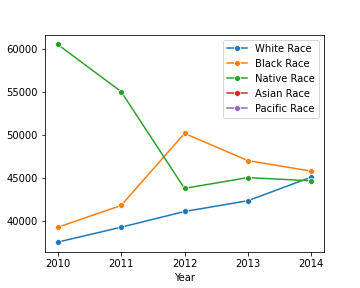 60000
55000
50000
45000
40000
White Race
Black Race
Native Race
Asian Race
Pacific Race
2010 2011 2012 2013 2014
Year